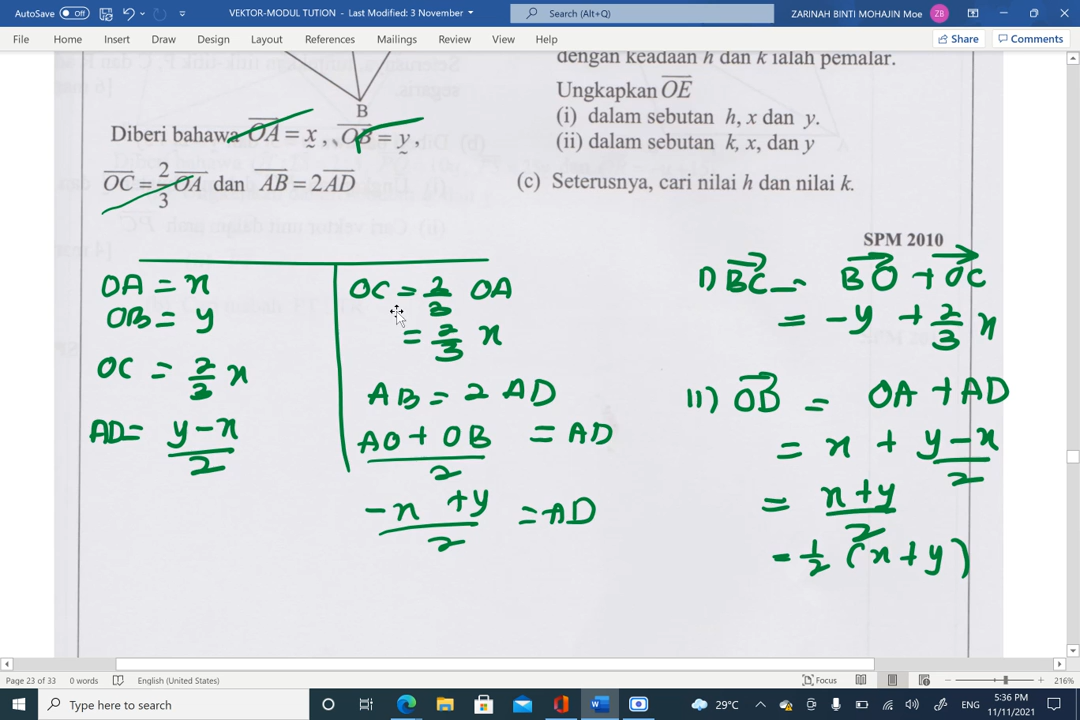 AutoSave Off VEKTOR-MODUL TUTION - Last Modified: 3 November Search (Alt+Q) ZARINAH BINTI MOHAJIN Moe ZB
File Home Insert Draw Design Layout References Mailings Review View Help Share Comments
B
Diberi bahawa OA = x, OB = y,
OC = 2/3 OA dan AB = 2AD
dengan keadaan h dan k ialah pemalar.
Ungkapkan OE
(i) dalam sebutan h, x dan y.
(ii) dalam sebutan k, x, dan y
(c) Seterusnya, cari nilai h dan nilai k.
SPM 2010
OA = x
OB = y
OC = 2/3 x
AD = y-x/2
OC = 2/3 OA
= 2/3 x
AB = 2 AD
AO + OB/2 = AD
-x + y/2 = AD
i) BC = BO + OC
= -y + 2/3 x
ii) OD = OA + AD
= x + y-x/2
= x+y/2
= 1/2 (x + y)
Page 23 of 33 0 words English (United States) Focus 216%
Type here to search 29°C ENG 5:36 PM
11/11/2021